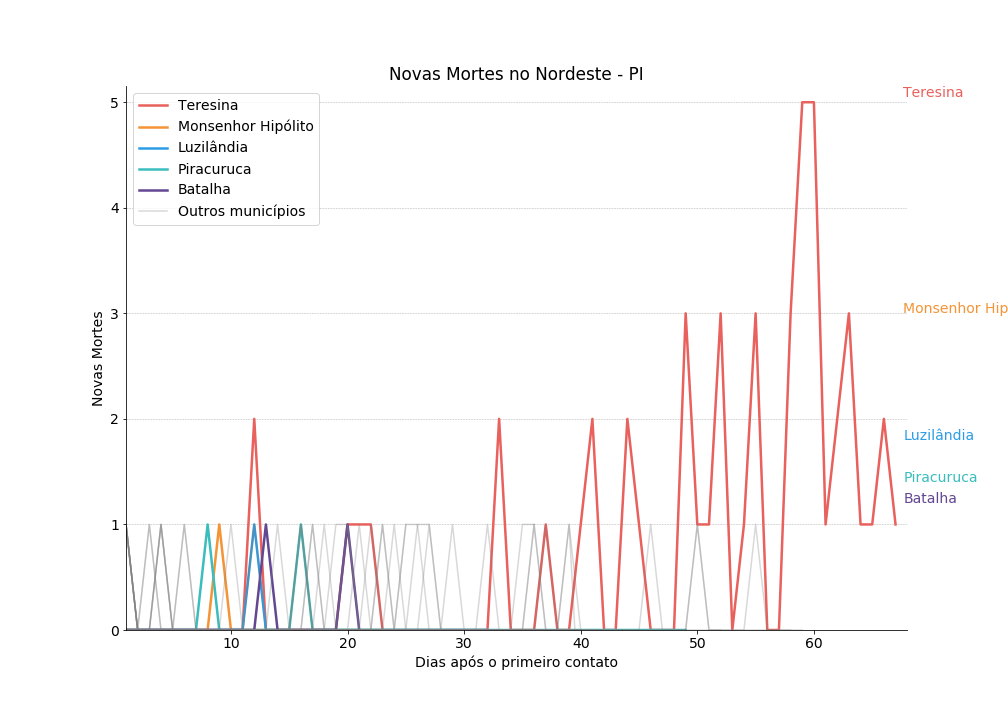 Novas Mortes no Nordeste - PI
Teresina
Monsenhor Hipólito
Luzilândia
Piracuruca
Batalha
Outros municípios
Teresina
Monsenhor Hip
Luzilândia
Piracuruca
Batalha
Novas Mortes
5
4
3
2
1
0
10
20
30
40
50
60
Dias após o primeiro contato